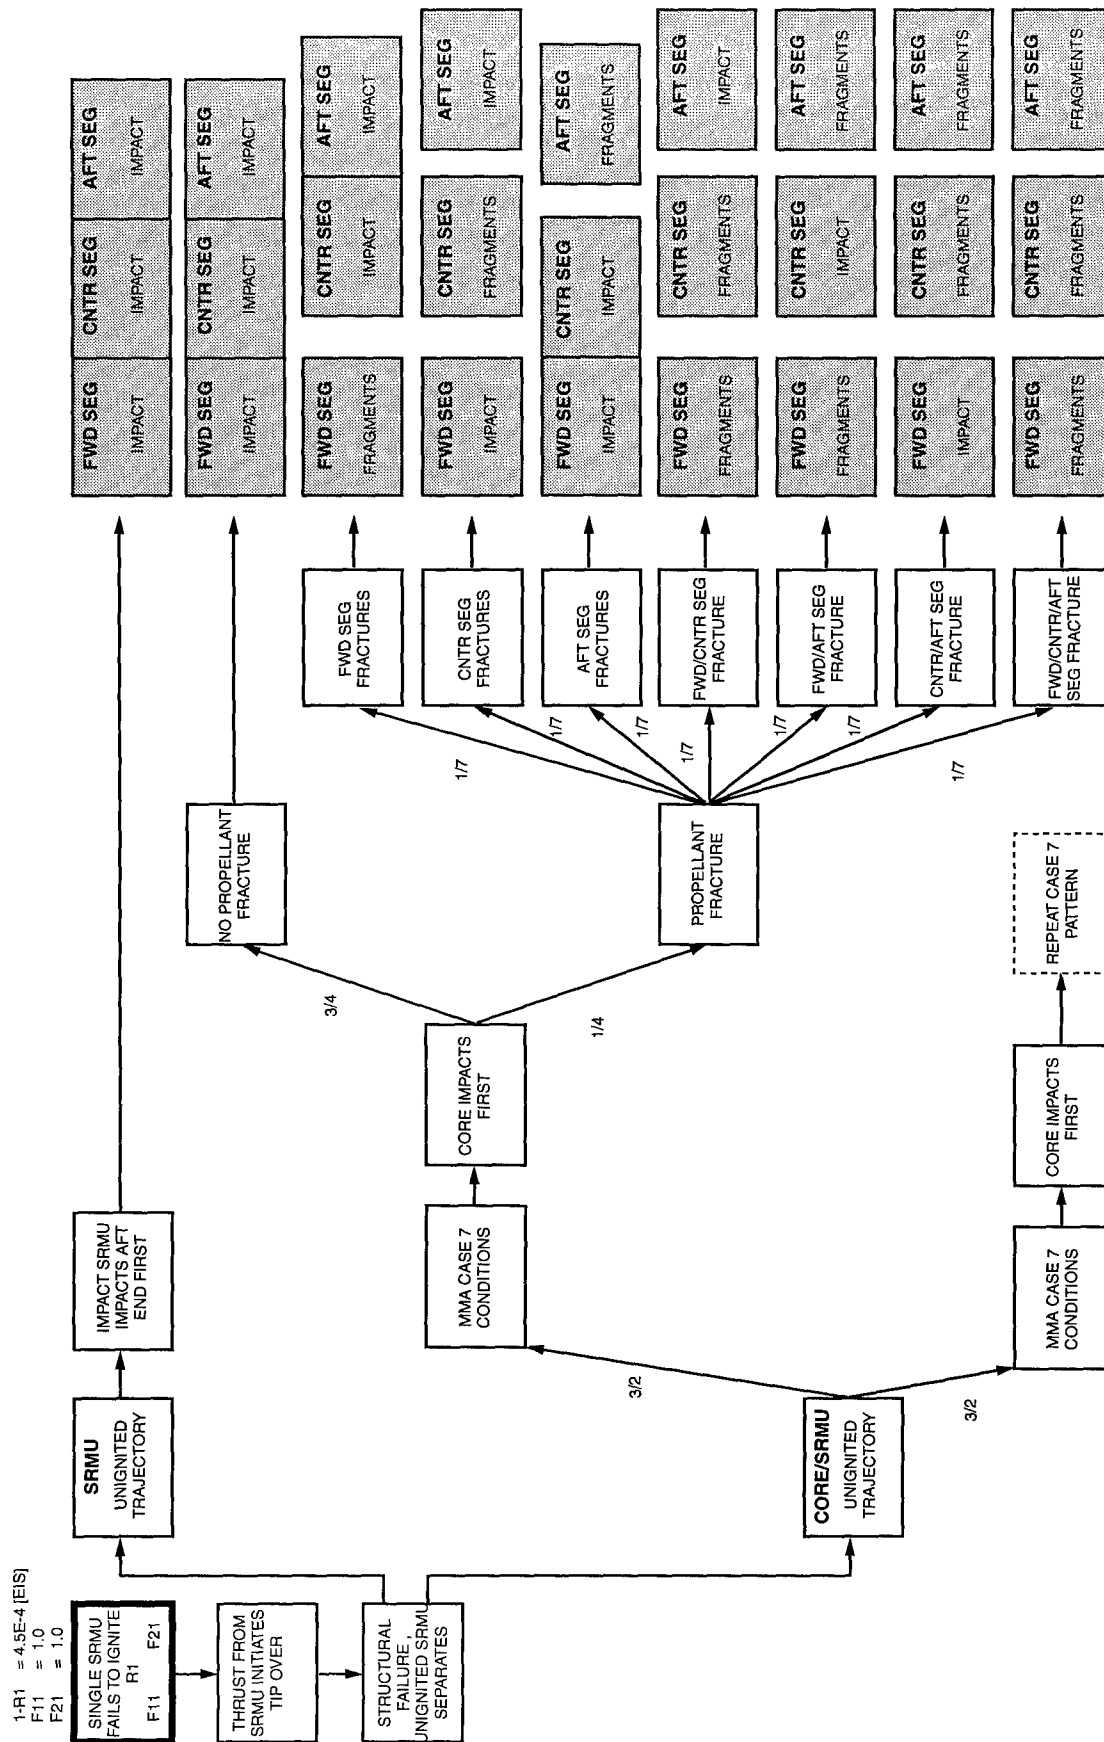 1-R1 = 4.5E-4 [EIS]
F11 = 1.0
F21 = 1.0
SINGLE SRMU
FAILS TO IGNITE
R1
F11 F21
THRUST FROM
SRMU INITIATES
TIP OVER
STRUCTURAL
FAILURE ,
UNIGNITED SRMU
SEPARATES
SRMU
UNIGNITED
TRAJECTORY
IMPACT SRMU
IMPACTS AFT
END FIRST
FWD SEG
IMPACT
CNTR SEG
IMPACT
AFT SEG
IMPACT
CORE/SRMU
UNIGNITED
TRAJECTORY
3/2
3/2
MMA CASE 7
CONDITIONS
CORE IMPACTS
FIRST
3/4
1/4
NO PROPELLANT
FRACTURE
FWD SEG
IMPACT
CNTR SEG
IMPACT
AFT SEG
IMPACT
PROPELLANT
FRACTURE
1/7
1/7
1/7
1/7
1/7
1/7
1/7
FWD SEG
FRACTURES
FWD SEG
FRAGMENTS
CNTR SEG
IMPACT
AFT SEG
IMPACT
CNTR SEG
FRACTURES
FWD SEG
IMPACT
CNTR SEG
FRAGMENTS
AFT SEG
IMPACT
AFT SEG
FRACTURES
FWD SEG
IMPACT
CNTR SEG
IMPACT
AFT SEG
FRAGMENTS
FWD/CNTR SEG
FRACTURE
FWD SEG
FRAGMENTS
CNTR SEG
FRAGMENTS
AFT SEG
IMPACT
FWD/AFT SEG
FRACTURE
FWD SEG
FRAGMENTS
CNTR SEG
IMPACT
AFT SEG
FRAGMENTS
CNTR/AFT SEG
FRACTURE
FWD SEG
IMPACT
CNTR SEG
FRAGMENTS
AFT SEG
FRAGMENTS
FWD/CNTR/AFT
SEG FRACTURE
FWD SEG
FRAGMENTS
CNTR SEG
FRAGMENTS
AFT SEG
FRAGMENTS
MMA CASE 7
CONDITIONS
CORE IMPACTS
FIRST
REPEAT CASE 7
PATTERN